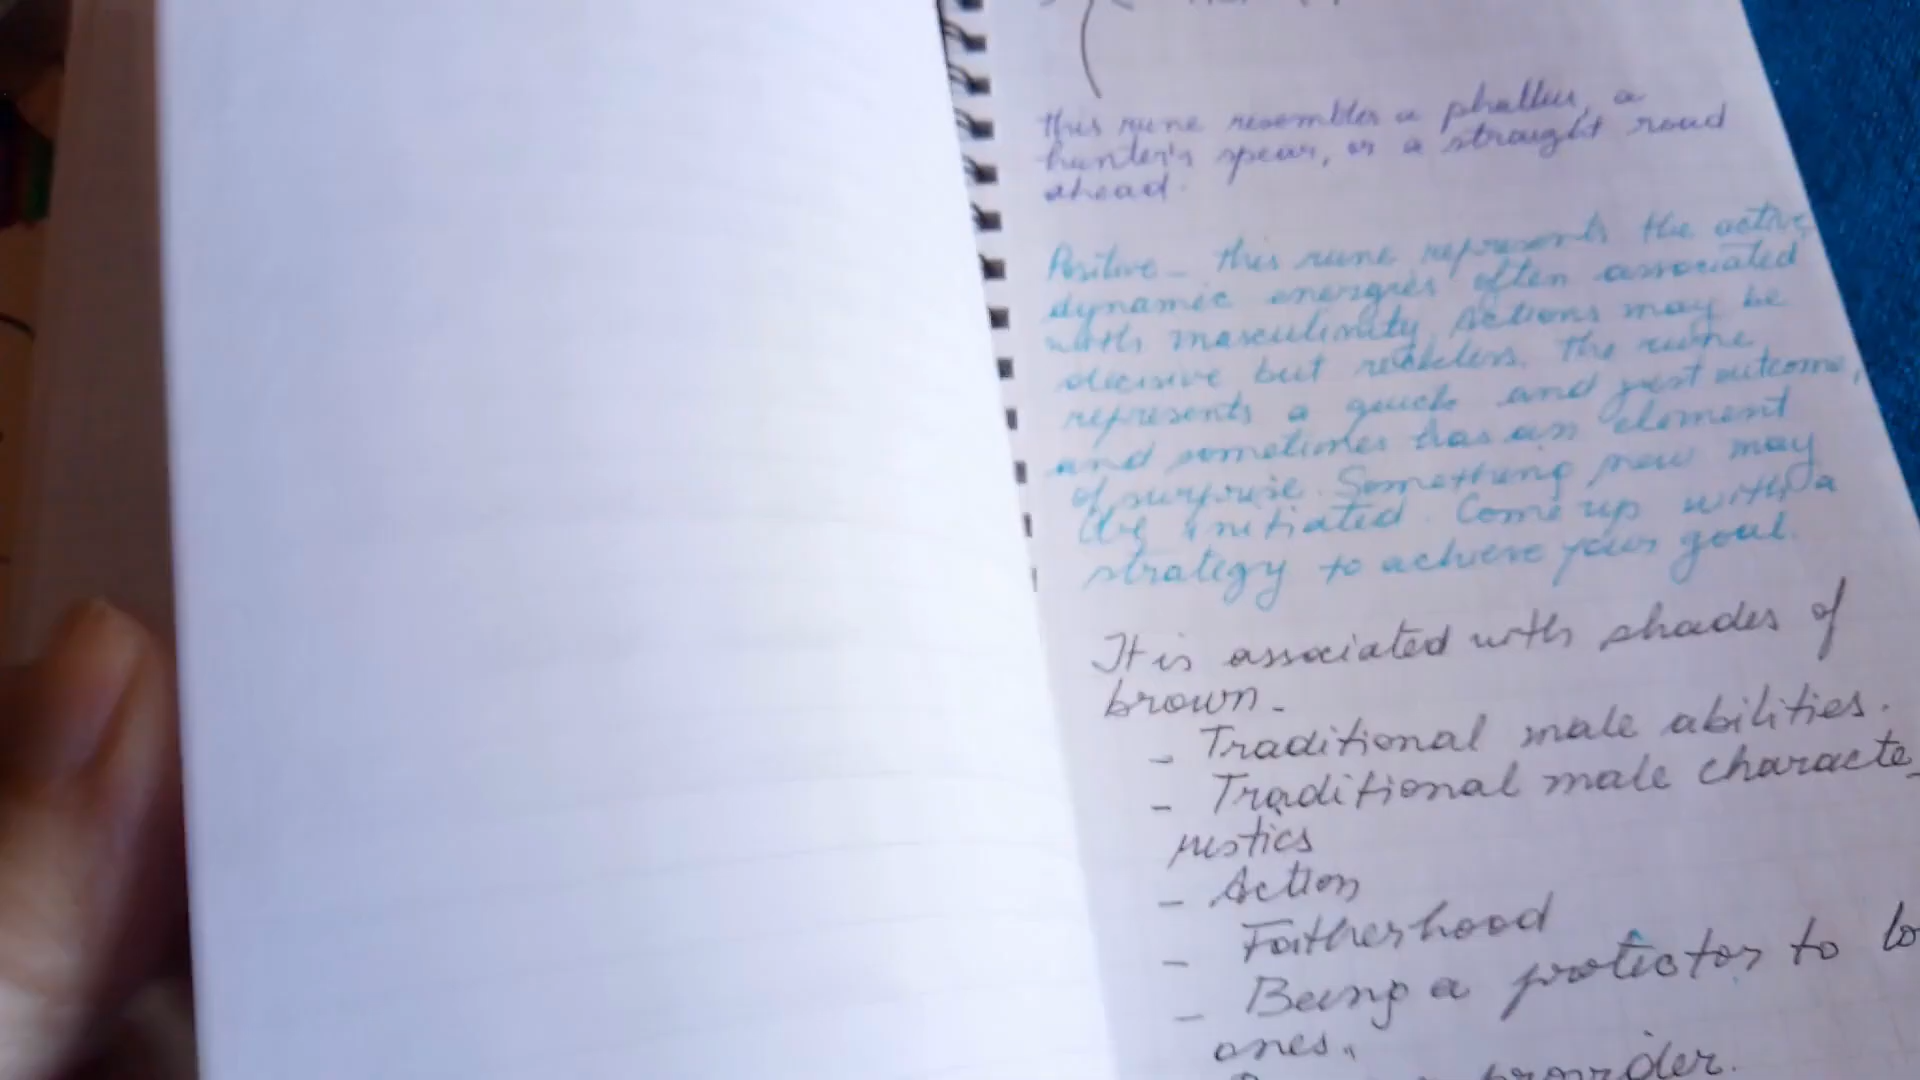 this rune resembles a phallus, a
hunter's spear, or a straight road
ahead.
Positive - this rune represents the active,
dynamic energies often associated
with masculinity. Actions may be
decisive but reckless. The rune
represents a quick and just outcome,
and sometimes has an element
of surprise. Something new may
be initiated. Come up with a
strategy to achieve your goal.
It is associated with shades of
brown.
- Traditional male abilities.
- Traditional male characte-
ristics
- Action
- Fatherhood
- Being a protector to lo
ones.
provider.